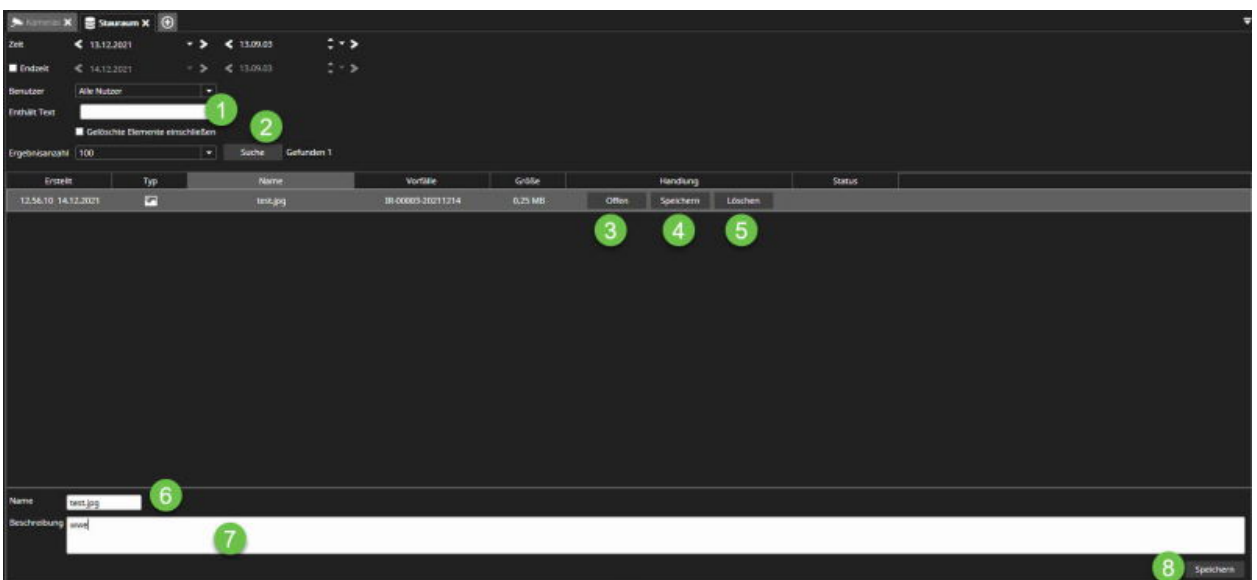 Kameras Stauraum
Zeit 13.12.2021 13.09.03
Endzeit 14.12.2021 13.09.03
Benutzer Alle Nutzer
Enthält Text 1
Gelöschte Elemente einschließen 2
Ergebnisanzahl 100 Suche Gefunden 1
Erstellt Typ Name Vorfälle Größe Handlung Status
12.56.10 14.12.2021 test.jpg IR-00003-20211214 0,25 MB Offen Speichern Löschen
3 4 5
Name test.jpg 6
Beschreibung 7
8 Speichern